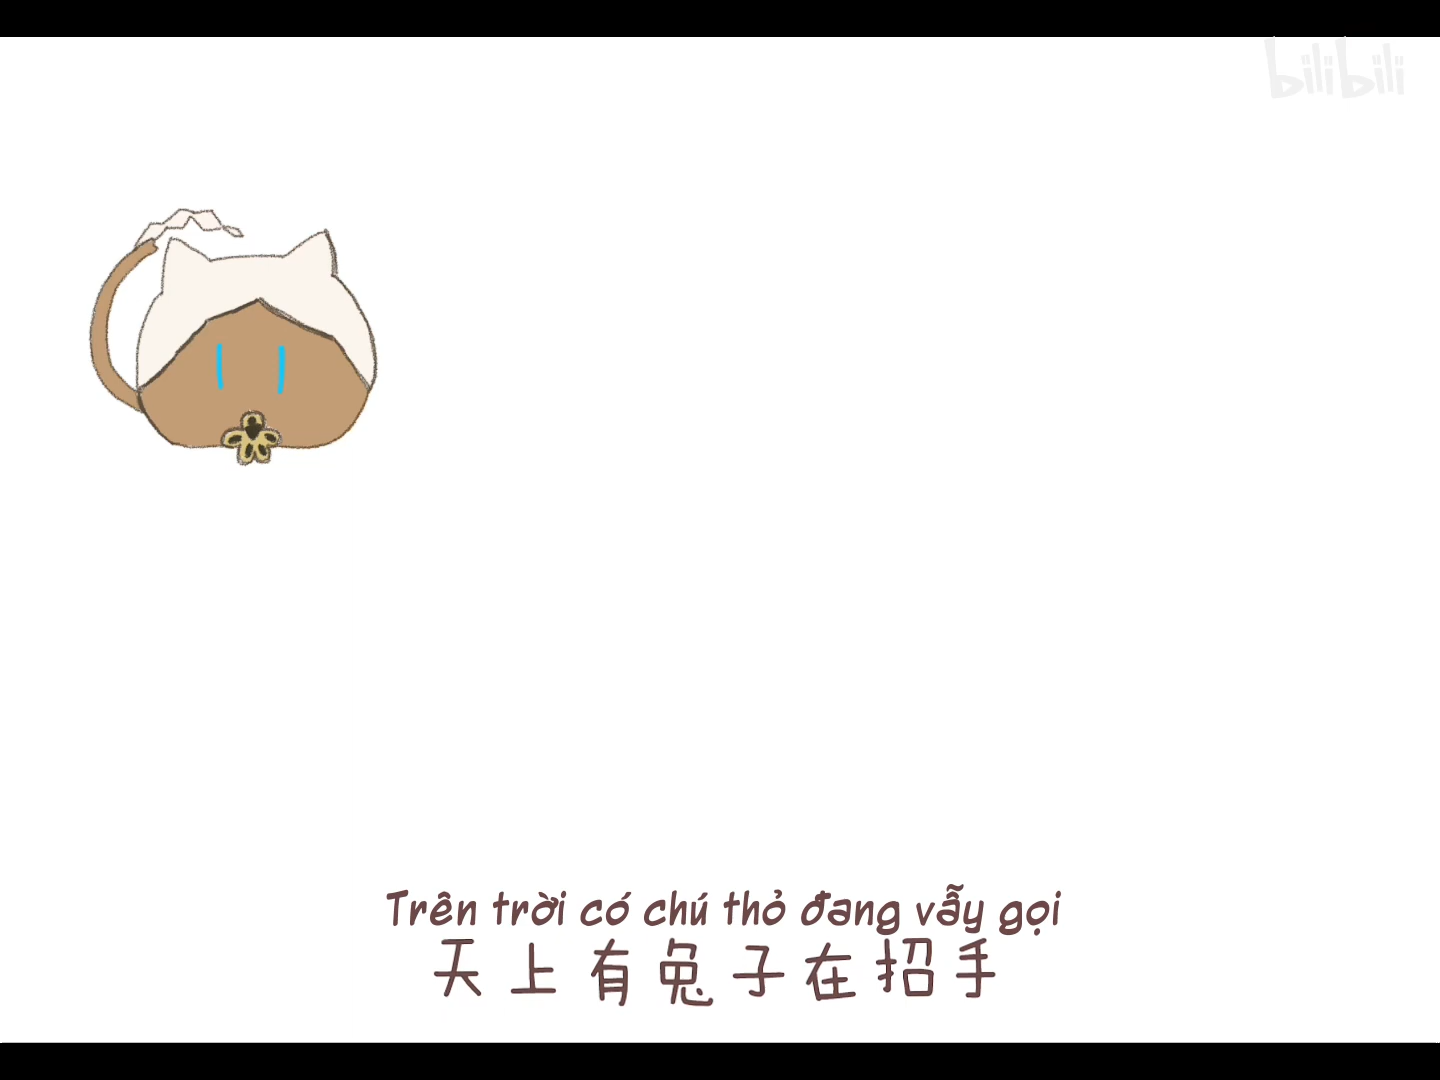 bilibili
Trên trời có chú thỏ đang vẫy gọi
天上有兔子在招手